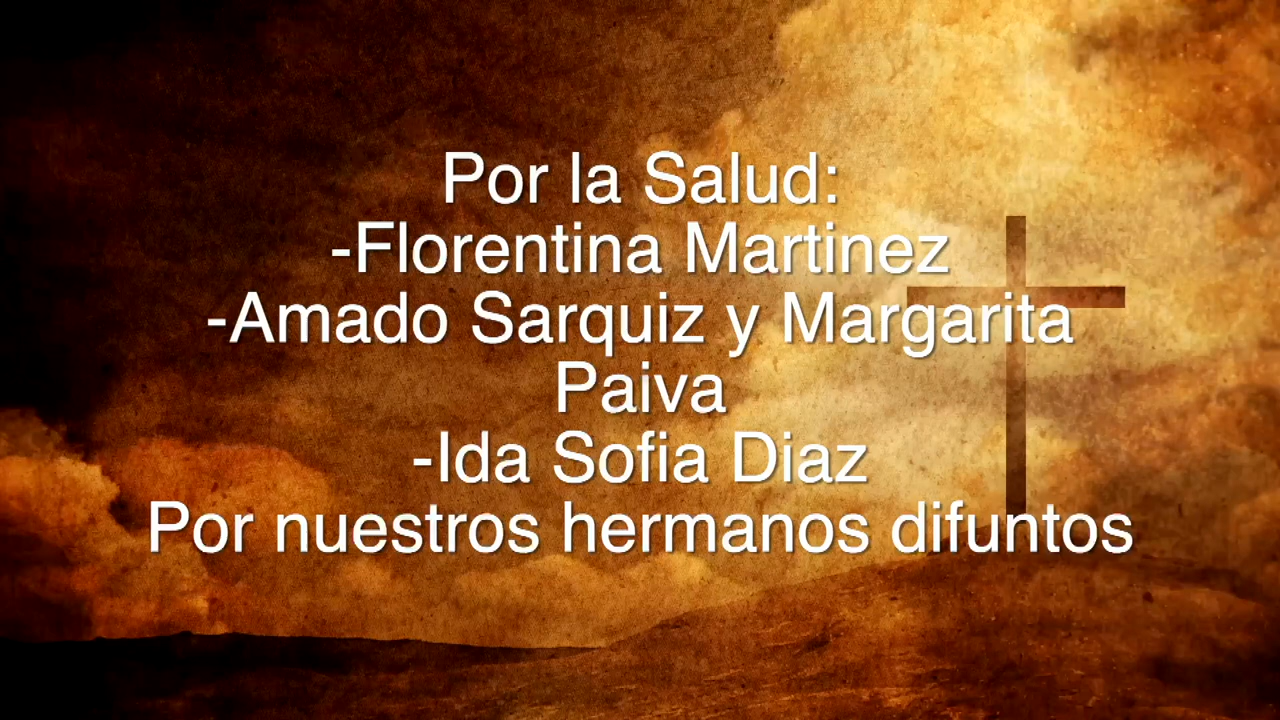 Por la Salud:
-Florentina Martinez
-Amado Sarquiz y Margarita
Paiva
-Ida Sofia Diaz
Por nuestros hermanos difuntos